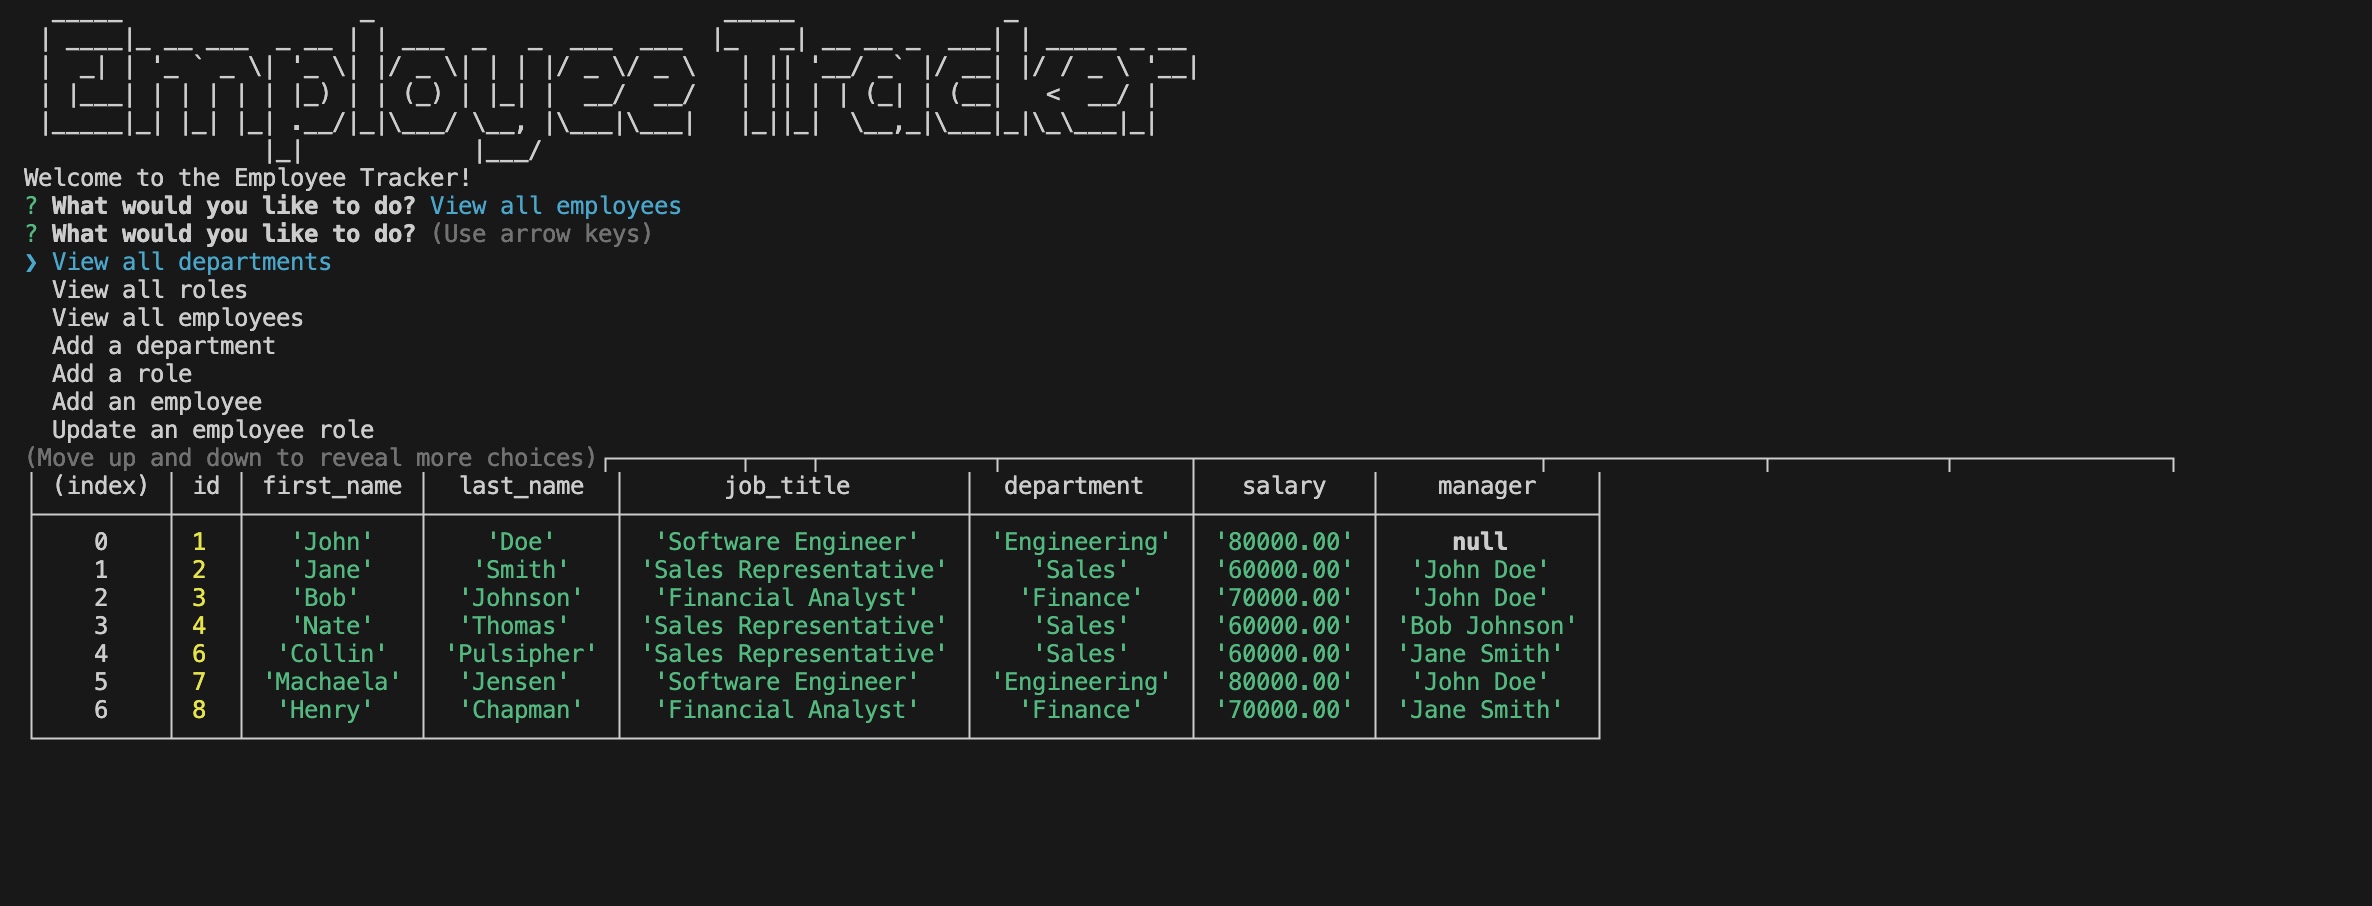 Employee Tracker
Welcome to the Employee Tracker!
? What would you like to do? View all employees
? What would you like to do? (Use arrow keys)
❯ View all departments
View all roles
View all employees
Add a department
Add a role
Add an employee
Update an employee role
(Move up and down to reveal more choices)
(index) id first_name last_name job_title department salary manager
0 1 'John' 'Doe' 'Software Engineer' 'Engineering' '80000.00' null
1 2 'Jane' 'Smith' 'Sales Representative' 'Sales' '60000.00' 'John Doe'
2 3 'Bob' 'Johnson' 'Financial Analyst' 'Finance' '70000.00' 'John Doe'
3 4 'Nate' 'Thomas' 'Sales Representative' 'Sales' '60000.00' 'Bob Johnson'
4 6 'Collin' 'Pulsipher' 'Sales Representative' 'Sales' '60000.00' 'Jane Smith'
5 7 'Machaela' 'Jensen' 'Software Engineer' 'Engineering' '80000.00' 'John Doe'
6 8 'Henry' 'Chapman' 'Financial Analyst' 'Finance' '70000.00' 'Jane Smith'